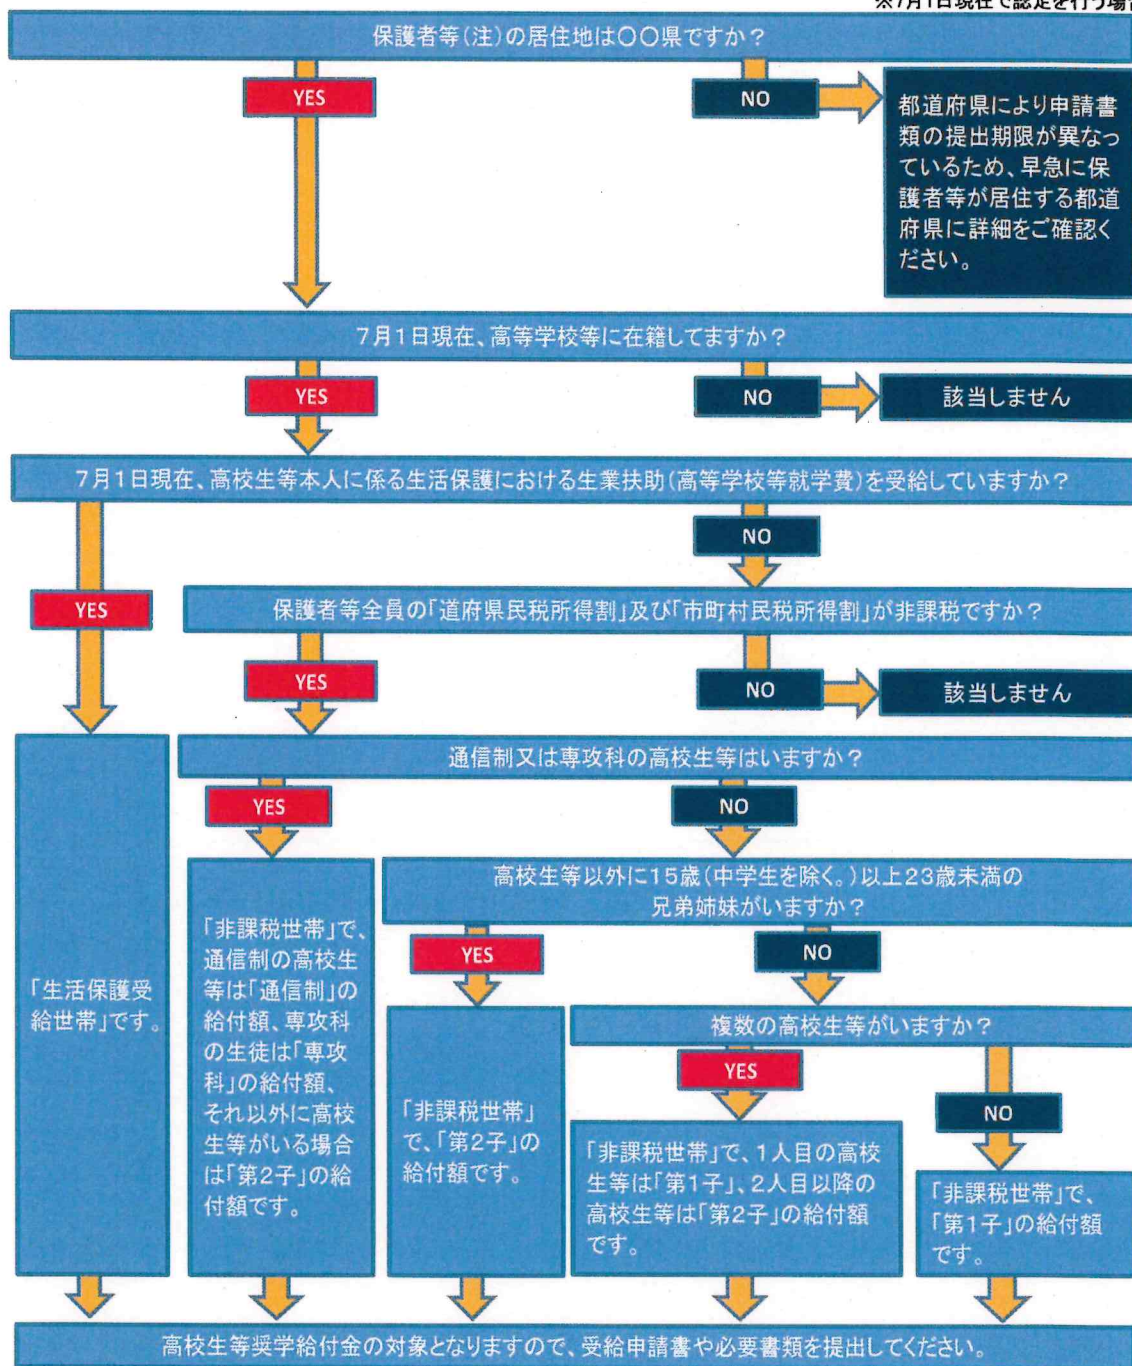 ※7月1日現在で認定を行う場合
保護者等(注)の居住地は〇〇県ですか？
YES
NO
都道府県により申請書
類の提出期限が異なっ
ているため、早急に保
護者等が居住する都道
府県に詳細をご確認く
ださい。
7月1日現在、高等学校等に在籍してますか？
YES
NO
該当しません
7月1日現在、高校生等本人に係る生活保護における生業扶助(高等学校等就学費)を受給していますか？
NO
YES
保護者等全員の「道府県民税所得割」及び「市町村民税所得割」が非課税ですか？
YES
NO
該当しません
通信制又は専攻科の高校生等はいますか？
YES
NO
高校生等以外に15歳(中学生を除く。)以上23歳未満の
兄弟姉妹がいますか？
YES
NO
「生活保護受
給世帯」です。
「非課税世帯」で、
通信制の高校生
等は「通信制」の
給付額、専攻科
の生徒は「専攻
科」の給付額、
それ以外に高校
生等がいる場合
は「第2子」の給
付額です。
複数の高校生等がいますか？
YES
NO
「非課税世帯」
で、「第2子」の
給付額です。
「非課税世帯」で、1人目の高校
生等は「第1子」、2人目以降の
高校生等は「第2子」の給付額
です。
「非課税世帯」で、
「第1子」の給付額
です。
高校生等奨学給付金の対象となりますので、受給申請書や必要書類を提出してください。